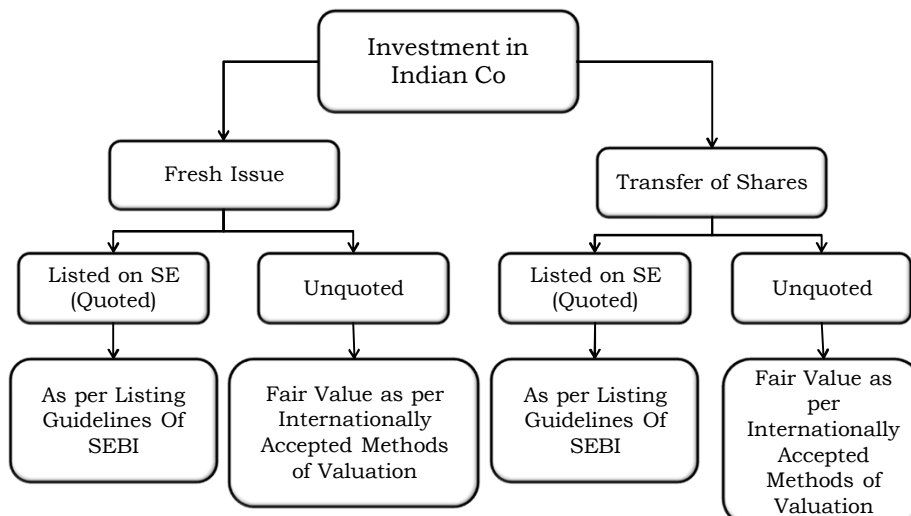 Investment in
Indian Co
Fresh Issue
Transfer of Shares
Listed on SE
(Quoted)
Unquoted
Listed on SE
(Quoted)
Unquoted
As per Listing
Guidelines Of
SEBI
Fair Value as per
Internationally
Accepted Methods
of Valuation
As per Listing
Guidelines Of
SEBI
Fair Value as
per
Internationally
Accepted
Methods of
Valuation